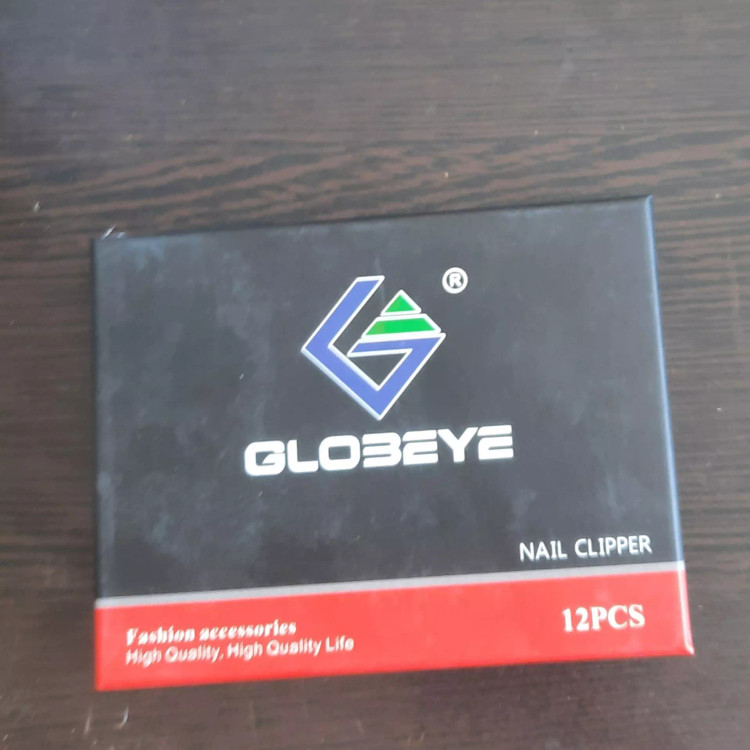 ®
GLOBEYE
NAIL CLIPPER
Fashion accessories
High Quality, High Quality Life
12PCS